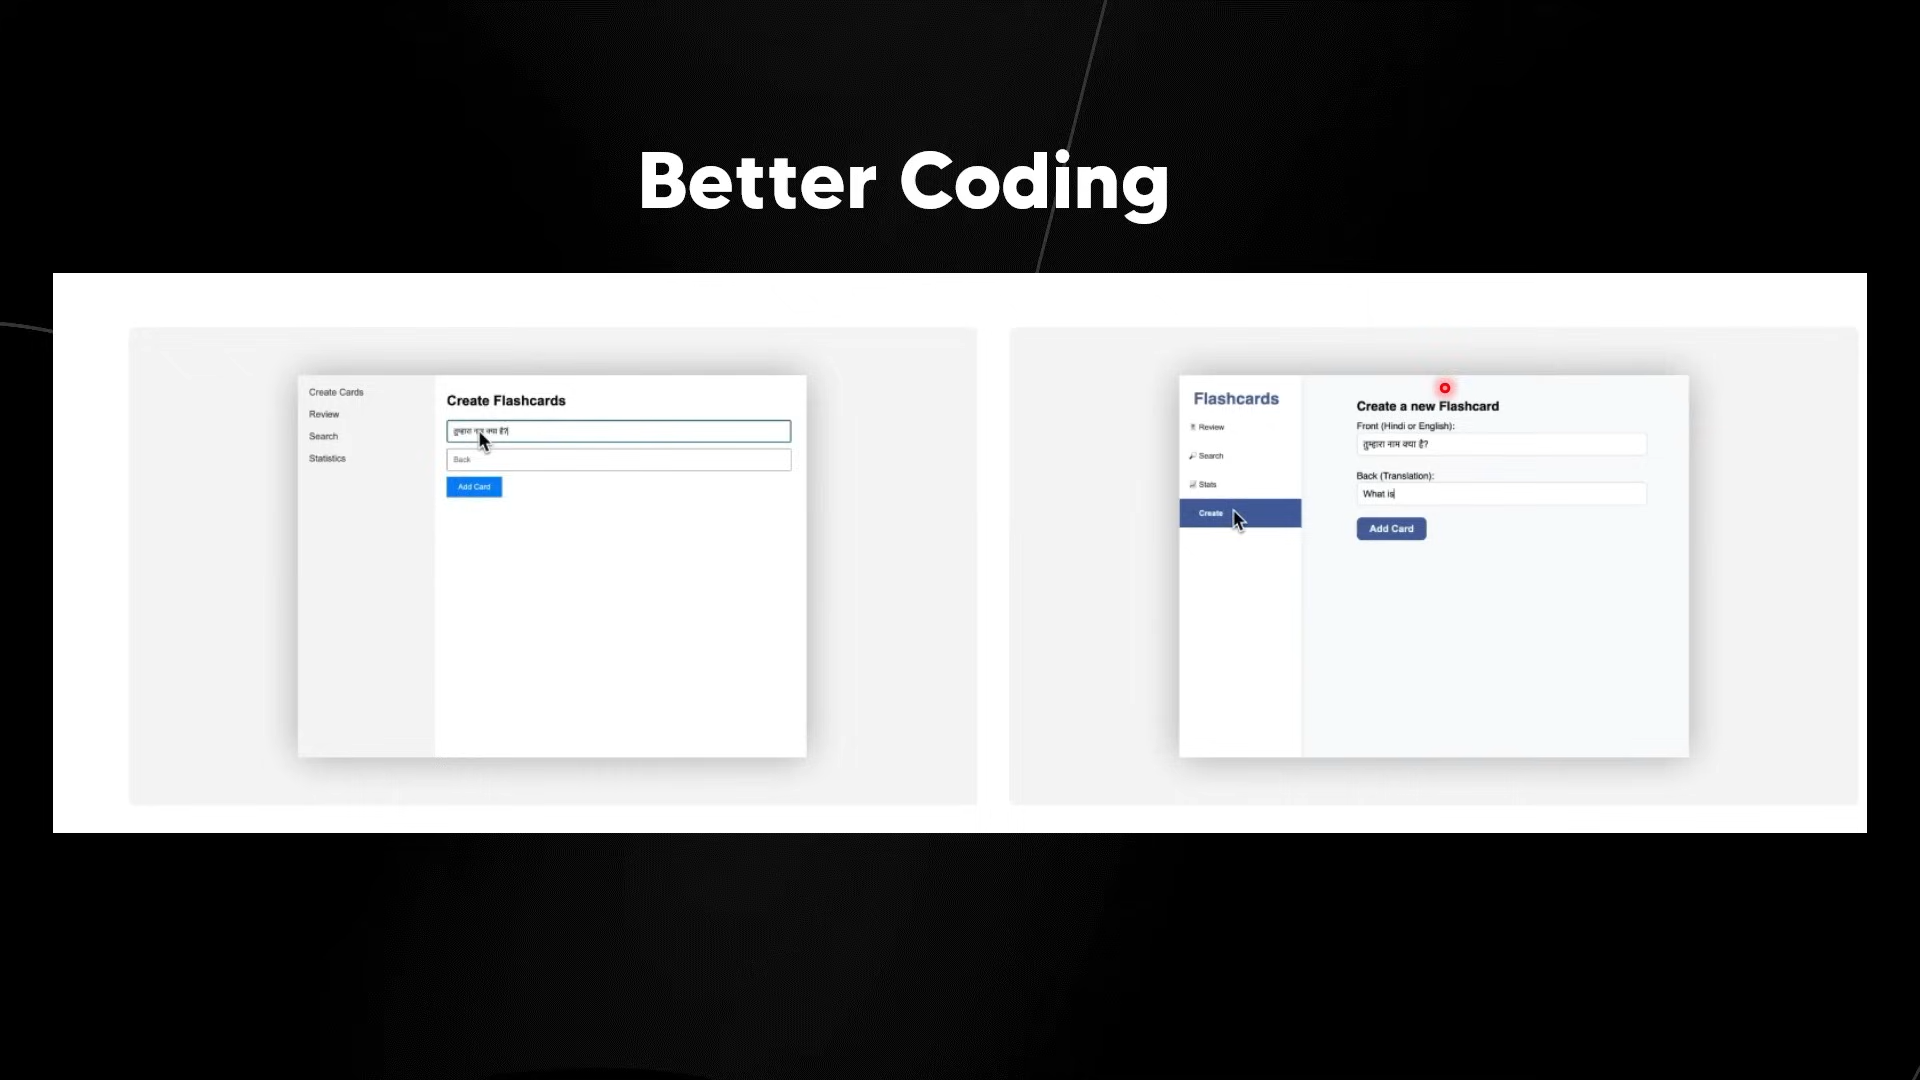 Better Coding
Create Cards
Review
Search
Statistics
Create Flashcards
तुम्हारा नाम क्या है?
Back
Add Card
Flashcards
Review
Search
Stats
Create
Create a new Flashcard
Front (Hindi or English):
तुम्हारा नाम क्या है?
Back (Translation):
What is
Add Card